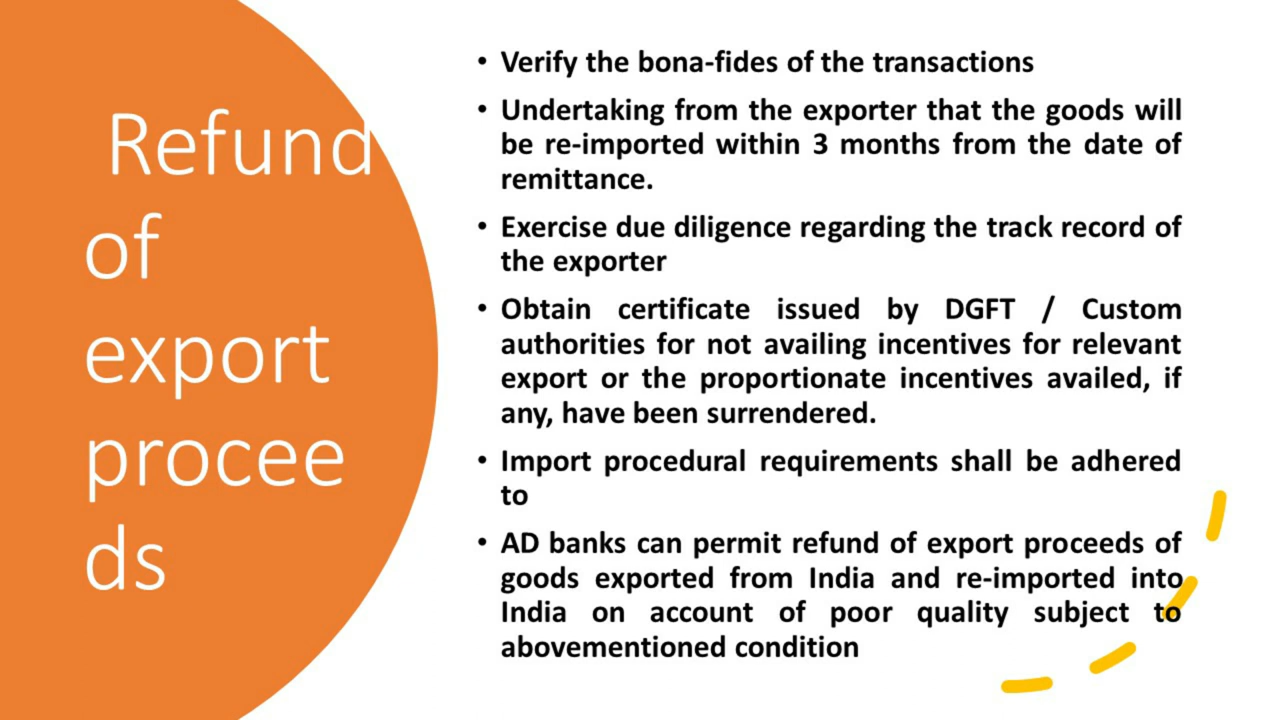 Refund
of
export
procee
ds
• Verify the bona-fides of the transactions
• Undertaking from the exporter that the goods will
be re-imported within 3 months from the date of
remittance.
• Exercise due diligence regarding the track record of
the exporter
• Obtain certificate issued by DGFT / Custom
authorities for not availing incentives for relevant
export or the proportionate incentives availed, if
any, have been surrendered.
• Import procedural requirements shall be adhered
to
• AD banks can permit refund of export proceeds of
goods exported from India and re-imported into
India on account of poor quality subject to
abovementioned condition